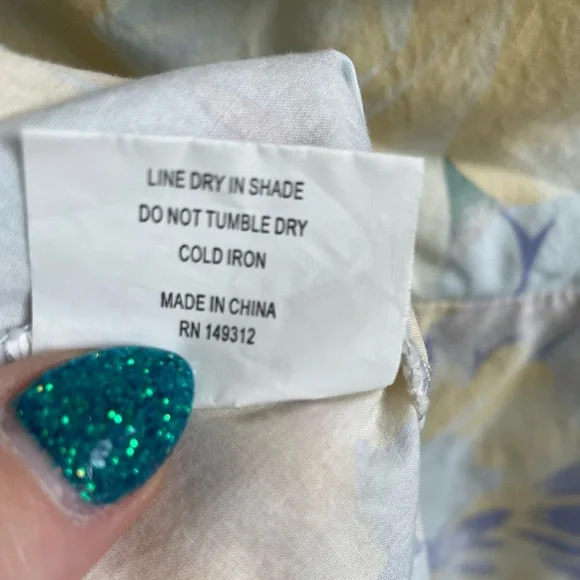 LINE DRY IN SHADE
DO NOT TUMBLE DRY
COLD IRON
MADE IN CHINA
RN 149312